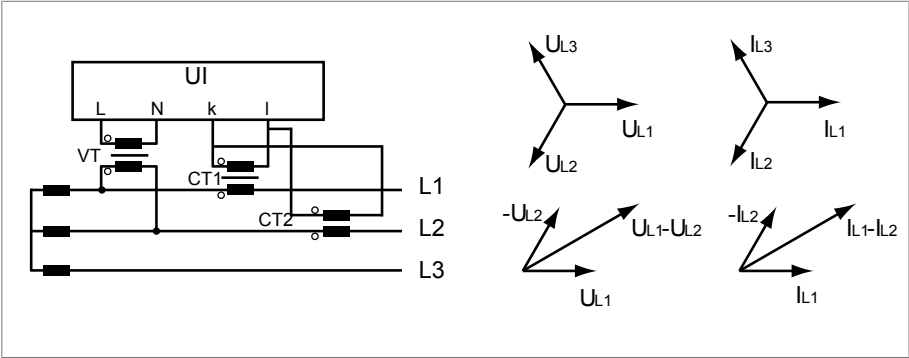 UI
L N k l
VT
CT1
CT2
L1
L2
L3
UL3
UL1
UL2
IL3
IL1
IL2
-UL2
UL1-UL2
UL1
-IL2
IL1-IL2
IL1